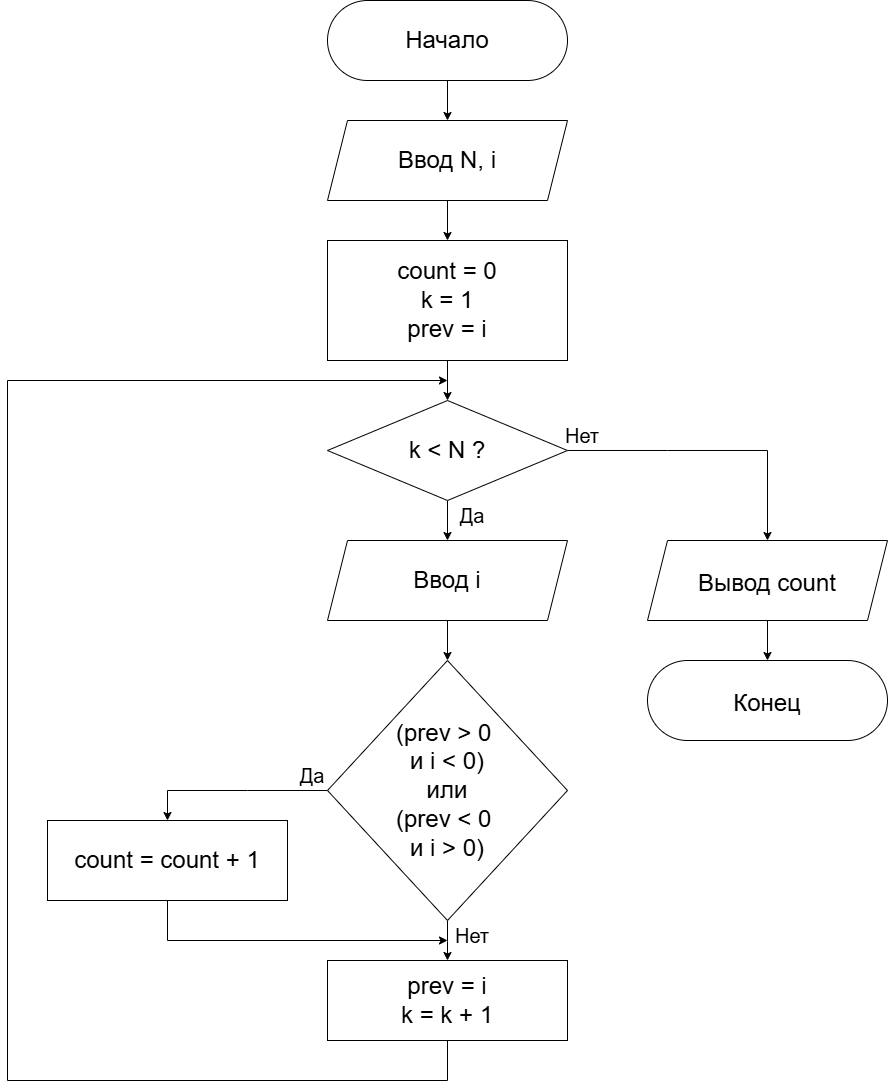 Начало
Ввод N, i
count = 0
k = 1
prev = i
k < N ?
Нет
Да
Ввод i
Вывод count
Конец
(prev > 0
и i < 0)
или
(prev < 0
и i > 0)
Да
count = count + 1
Нет
prev = i
k = k + 1